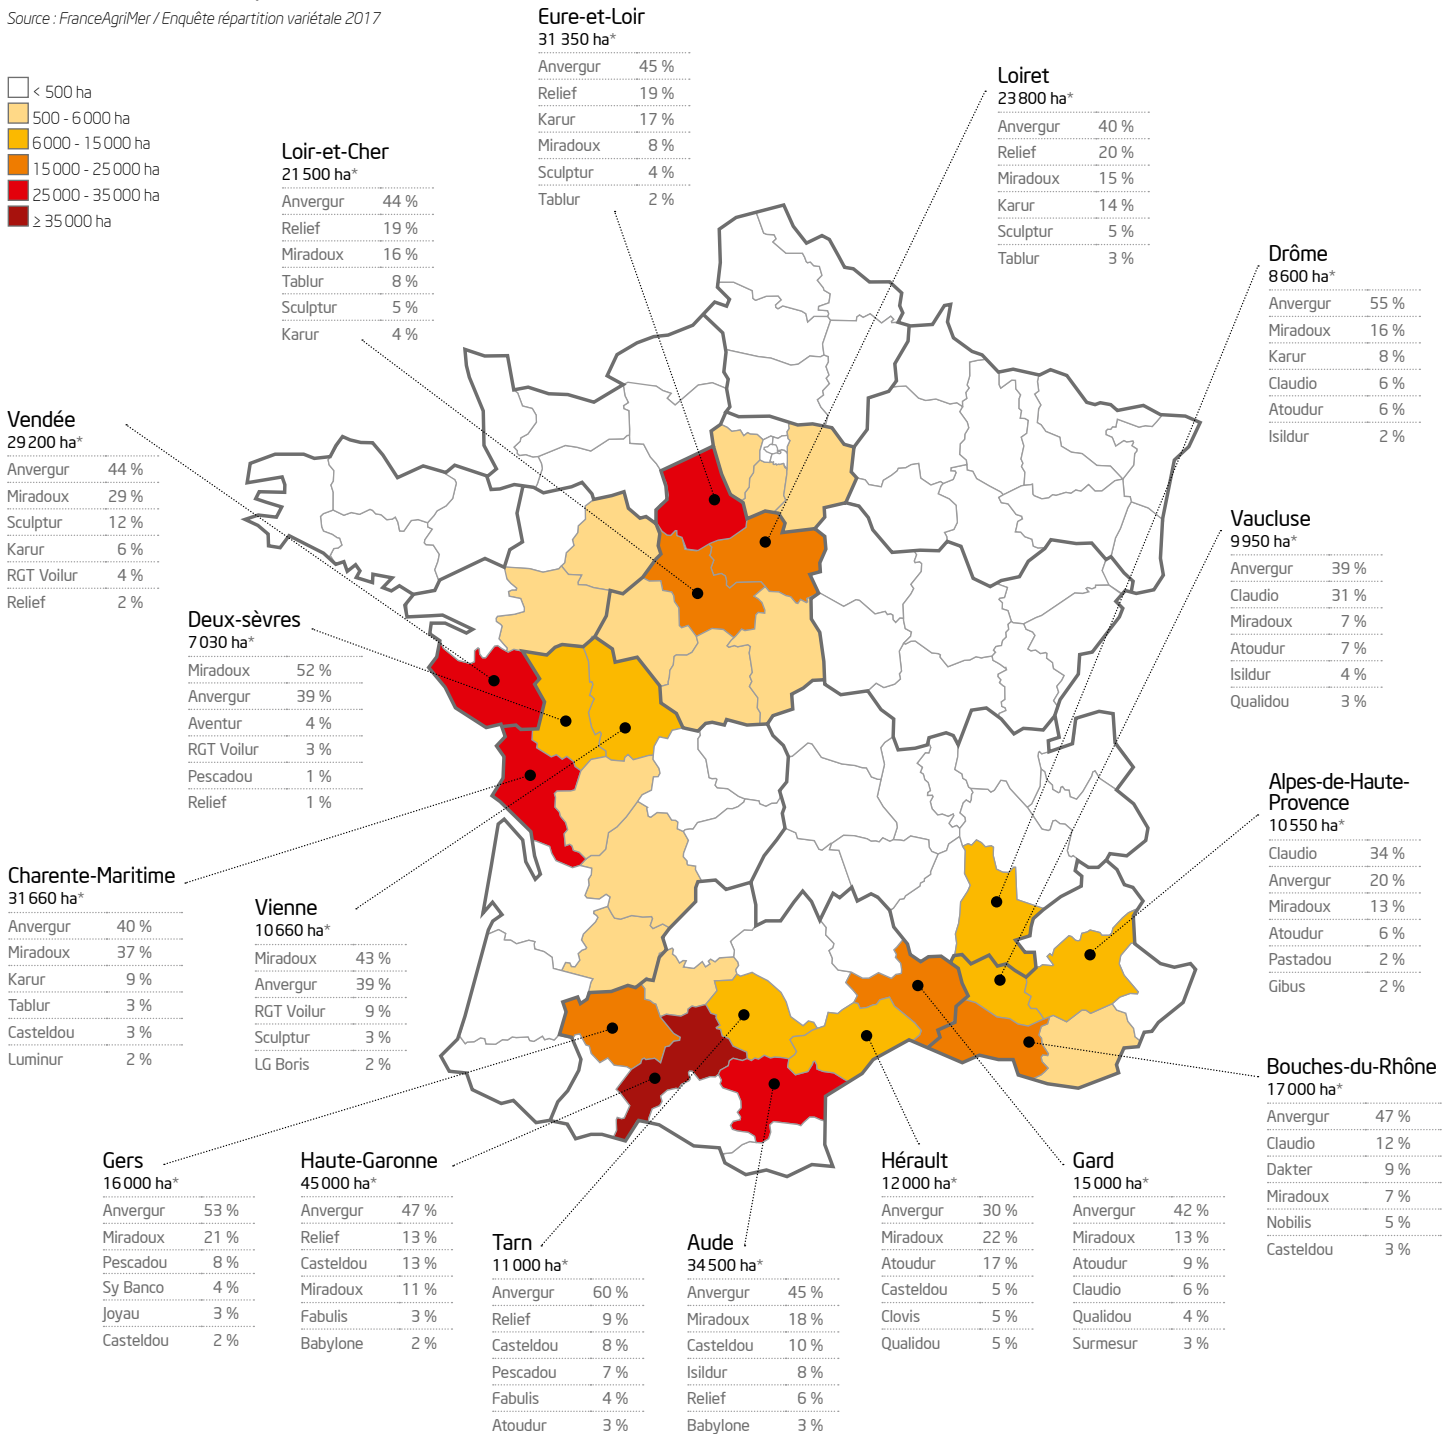 Source : FranceAgriMer / Enquête répartition variétale 2017
< 500 ha
500 - 6 000 ha
6 000 - 15 000 ha
15 000 - 25 000 ha
25 000 - 35 000 ha
≥ 35 000 ha
Eure-et-Loir
31 350 ha*
Anvergur 45 %
Relief 19 %
Karur 17 %
Miradoux 8 %
Sculptur 4 %
Tablur 2 %
Loiret
23 800 ha*
Anvergur 40 %
Relief 20 %
Miradoux 15 %
Karur 14 %
Sculptur 5 %
Tablur 3 %
Loir-et-Cher
21 500 ha*
Anvergur 44 %
Relief 19 %
Miradoux 16 %
Tablur 8 %
Sculptur 5 %
Karur 4 %
Drôme
8 600 ha*
Anvergur 55 %
Miradoux 16 %
Karur 8 %
Claudio 6 %
Atoudur 6 %
Isildur 2 %
Vendée
29 200 ha*
Anvergur 44 %
Miradoux 29 %
Sculptur 12 %
Karur 6 %
RGT Voilur 4 %
Relief 2 %
Vaucluse
9 950 ha*
Anvergur 39 %
Claudio 31 %
Miradoux 7 %
Atoudur 7 %
Isildur 4 %
Qualidou 3 %
Deux-sèvres
7 030 ha*
Miradoux 52 %
Anvergur 39 %
Aventur 4 %
RGT Voilur 3 %
Pescadou 1 %
Relief 1 %
Alpes-de-Haute-
Provence
10 550 ha*
Claudio 34 %
Anvergur 20 %
Miradoux 13 %
Atoudur 6 %
Pastadou 2 %
Gibus 2 %
Charente-Maritime
31 660 ha*
Anvergur 40 %
Miradoux 37 %
Karur 9 %
Tablur 3 %
Casteldou 3 %
Luminur 2 %
Vienne
10 660 ha*
Miradoux 43 %
Anvergur 39 %
RGT Voilur 9 %
Sculptur 3 %
LG Boris 2 %
Bouches-du-Rhône
17 000 ha*
Anvergur 47 %
Claudio 12 %
Dakter 9 %
Miradoux 7 %
Nobilis 5 %
Casteldou 3 %
Gers
16 000 ha*
Anvergur 53 %
Miradoux 21 %
Pescadou 8 %
Sy Banco 4 %
Joyau 3 %
Casteldou 2 %
Haute-Garonne
45 000 ha*
Anvergur 47 %
Relief 13 %
Casteldou 13 %
Miradoux 11 %
Fabulis 3 %
Babylone 2 %
Tarn
11 000 ha*
Anvergur 60 %
Relief 9 %
Casteldou 8 %
Pescadou 7 %
Fabulis 4 %
Atoudur 3 %
Aude
34 500 ha*
Anvergur 45 %
Miradoux 18 %
Casteldou 10 %
Isildur 8 %
Relief 6 %
Babylone 3 %
Hérault
12 000 ha*
Anvergur 30 %
Miradoux 22 %
Atoudur 17 %
Casteldou 5 %
Clovis 5 %
Qualidou 5 %
Gard
15 000 ha*
Anvergur 42 %
Miradoux 13 %
Atoudur 9 %
Claudio 6 %
Qualidou 4 %
Surmesur 3 %